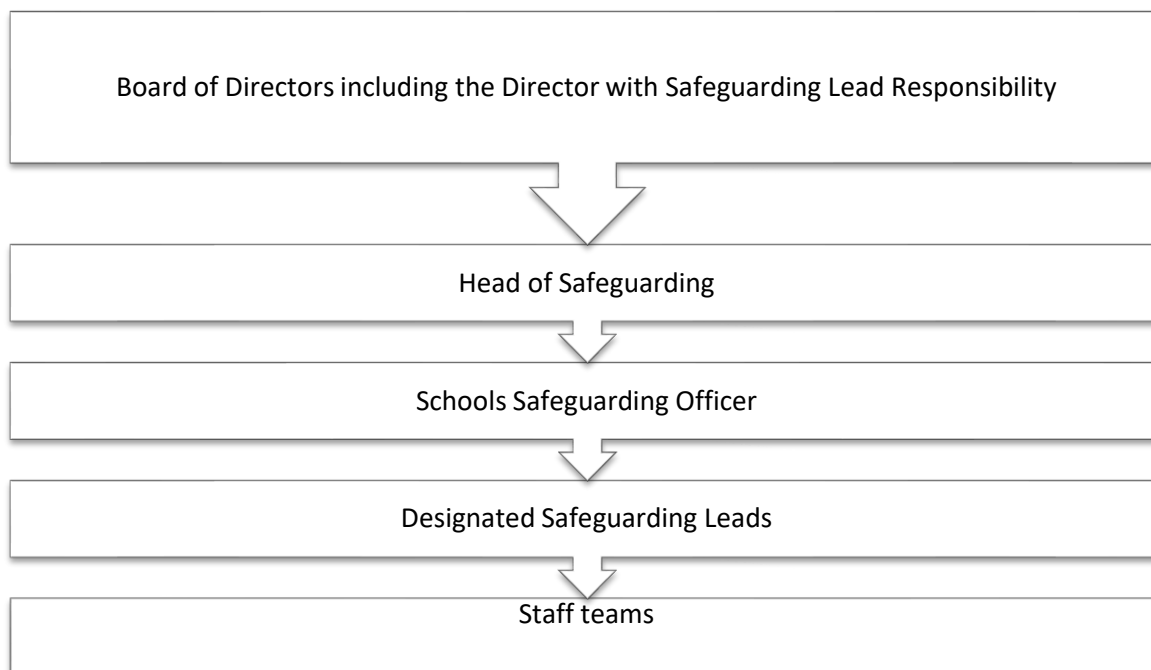 Board of Directors including the Director with Safeguarding Lead Responsibility
Head of Safeguarding
Schools Safeguarding Officer
Designated Safeguarding Leads
Staff teams